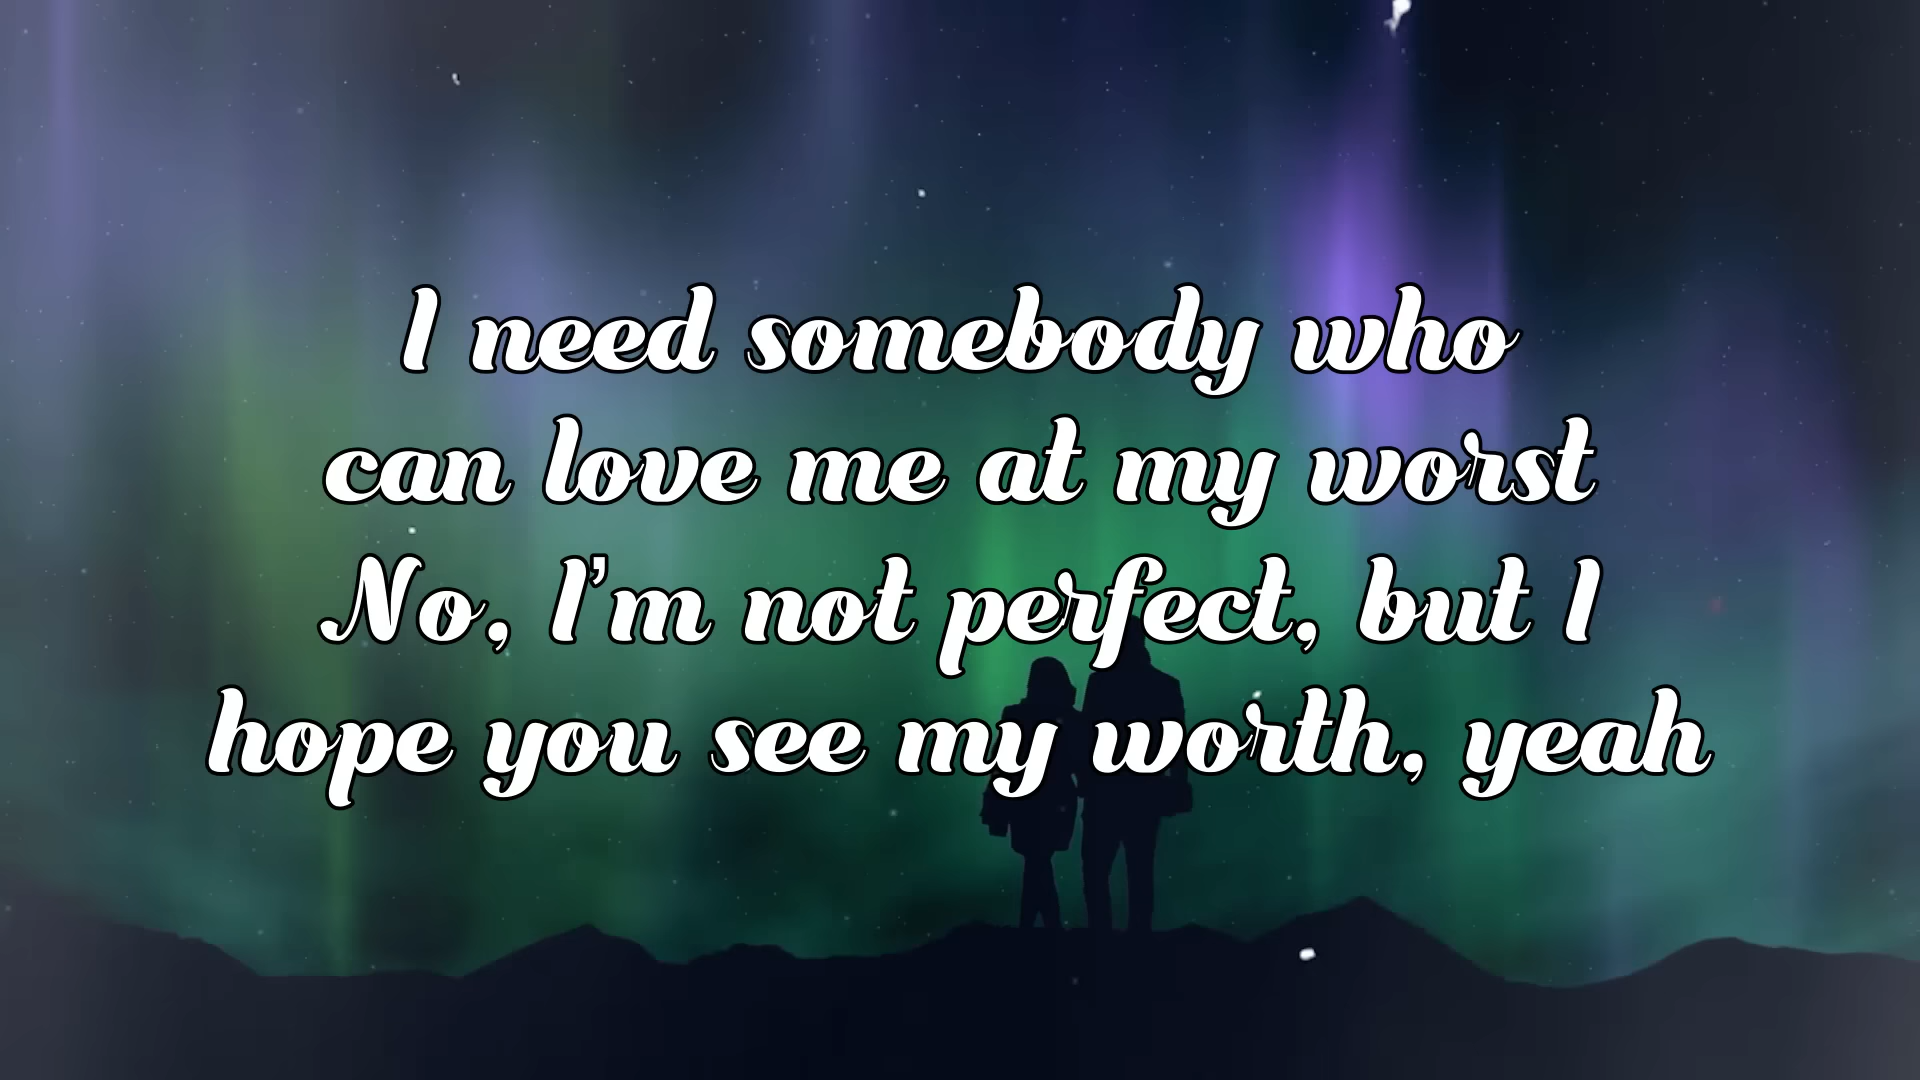 I need somebody who
can love me at my worst
No, I'm not perfect, but I
hope you see my worth, yeah